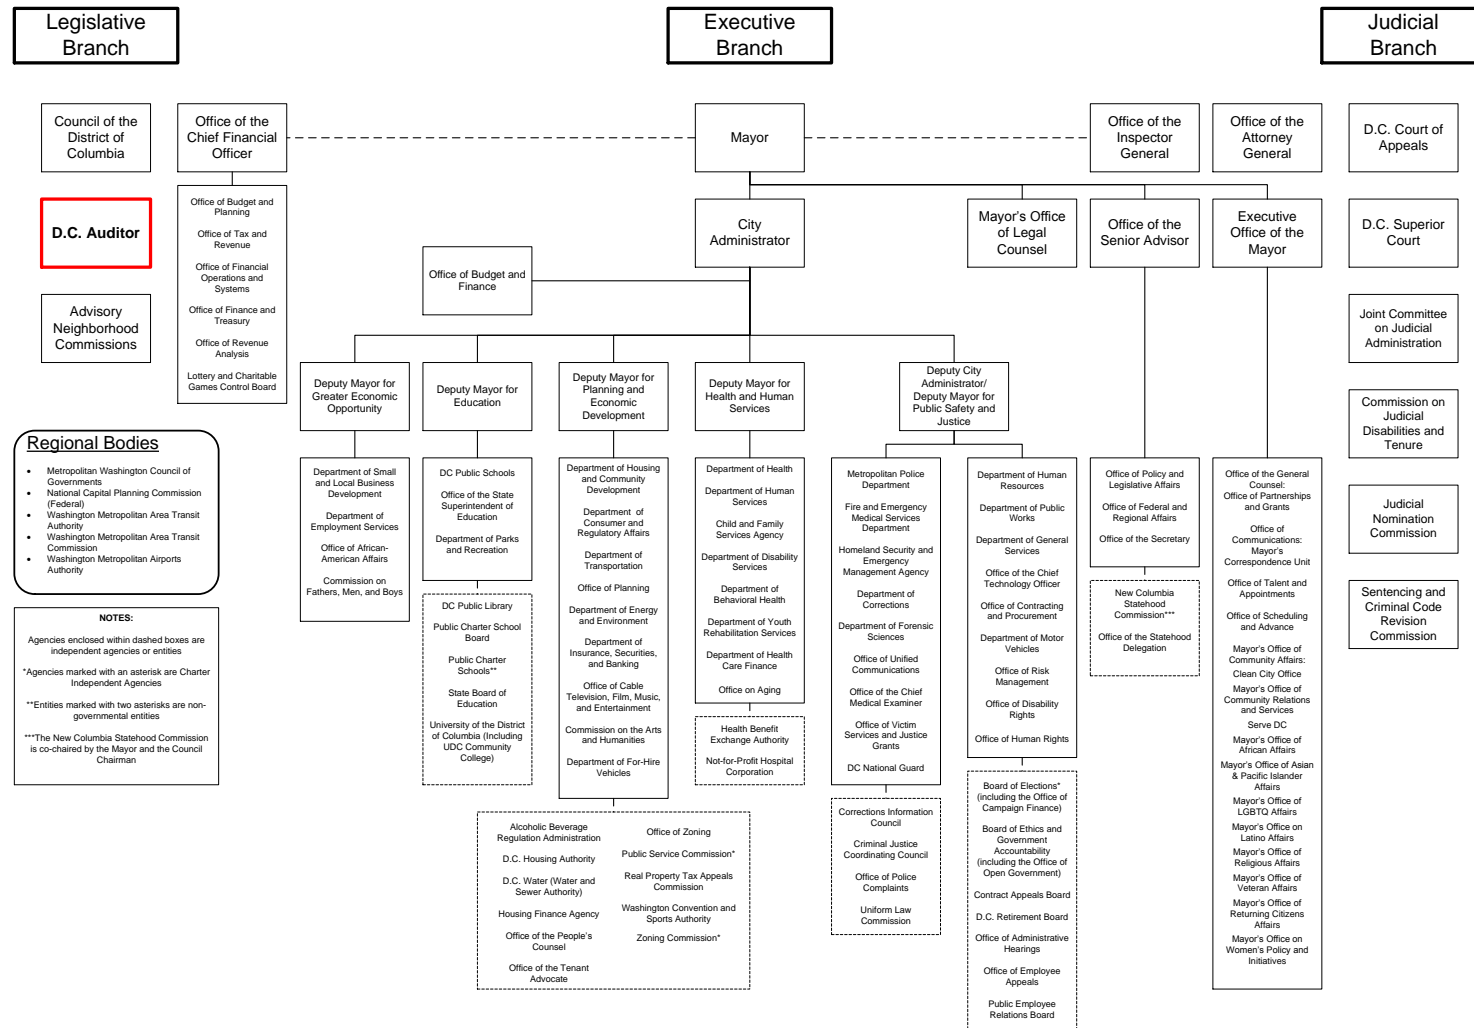 Legislative
Branch
Executive
Branch
Judicial
Branch
Council of the
District of
Columbia
Office of the
Chief Financial
Officer
Mayor
Office of the
Inspector
General
Office of the
Attorney
General
D.C. Court of
Appeals
D.C. Auditor
Office of Budget and
Planning
Office of Tax and
Revenue
Office of Financial
Operations and
Systems
Office of Finance and
Treasury
Office of Revenue
Analysis
Lottery and Charitable
Games Control Board
City
Administrator
Mayor's Office
of Legal
Counsel
Office of the
Senior Advisor
Executive
Office of the
Mayor
D.C. Superior
Court
Office of Budget and
Finance
Advisory
Neighborhood
Commissions
Joint Committee
on Judicial
Administration
Deputy Mayor for
Greater Economic
Opportunity
Deputy Mayor for
Education
Deputy Mayor for
Planning and
Economic
Development
Deputy Mayor for
Health and Human
Services
Deputy City
Administrator/
Deputy Mayor for
Public Safety and
Justice
Commission on
Judicial
Disabilities and
Tenure
Regional Bodies
• Metropolitan Washington Council of
Governments
• National Capital Planning Commission
(Federal)
• Washington Metropolitan Area Transit
Authority
• Washington Metropolitan Area Transit
Commission
• Washington Metropolitan Airports
Authority
Department of Small
and Local Business
Development
Department of
Employment Services
Office of African-
American Affairs
Commission on
Fathers, Men, and Boys
DC Public Schools
Office of the State
Superintendent of
Education
Department of Parks
and Recreation
DC Public Library
Public Charter School
Board
Public Charter
Schools**
State Board of
Education
University of the District
of Columbia (Including
UDC Community
College)
Department of Housing
and Community
Development
Department of
Consumer and
Regulatory Affairs
Department of
Transportation
Office of Planning
Department of Energy
and Environment
Department of
Insurance, Securities,
and Banking
Office of Cable
Television, Film, Music,
and Entertainment
Commission on the Arts
and Humanities
Department of For-Hire
Vehicles
Alcoholic Beverage
Regulation Administration
D.C. Housing Authority
D.C. Water (Water and
Sewer Authority)
Housing Finance Agency
Office of the People's
Counsel
Office of the Tenant
Advocate
Office of Zoning
Public Service Commission*
Real Property Tax Appeals
Commission
Washington Convention and
Sports Authority
Zoning Commission*
Department of Health
Department of Human
Services
Child and Family
Services Agency
Department of Disability
Services
Department of
Behavioral Health
Department of Youth
Rehabilitation Services
Department of Health
Care Finance
Office on Aging
Health Benefit
Exchange Authority
Not-for-Profit Hospital
Corporation
Metropolitan Police
Department
Fire and Emergency
Medical Services
Department
Homeland Security and
Emergency
Management Agency
Department of
Corrections
Department of Forensic
Sciences
Office of Unified
Communications
Office of the Chief
Medical Examiner
Office of Victim
Services and Justice
Grants
DC National Guard
Corrections Information
Council
Criminal Justice
Coordinating Council
Office of Police
Complaints
Uniform Law
Commission
Department of Human
Resources
Department of Public
Works
Department of General
Services
Office of the Chief
Technology Officer
Office of Contracting
and Procurement
Department of Motor
Vehicles
Office of Risk
Management
Office of Disability
Rights
Office of Human Rights
Board of Elections*
(including the Office of
Campaign Finance)
Board of Ethics and
Government
Accountability
(including the Office of
Open Government)
Contract Appeals Board
D.C. Retirement Board
Office of Administrative
Hearings
Office of Employee
Appeals
Public Employee
Relations Board
Office of Policy and
Legislative Affairs
Office of Federal and
Regional Affairs
Office of the Secretary
New Columbia
Statehood
Commission***
Office of the Statehood
Delegation
Office of the General
Counsel:
Office of Partnerships
and Grants
Office of
Communications:
Mayor's
Correspondence Unit
Office of Talent and
Appointments
Office of Scheduling
and Advance
Mayor's Office of
Community Affairs:
Clean City Office
Mayor's Office of
Community Relations
and Services
Serve DC
Mayor's Office of
African Affairs
Mayor's Office of Asian
& Pacific Islander
Affairs
Mayor's Office of
LGBTQ Affairs
Mayor's Office on
Latino Affairs
Mayor's Office of
Religious Affairs
Mayor's Office of
Veteran Affairs
Mayor's Office of
Returning Citizens
Affairs
Mayor's Office on
Women's Policy and
Initiatives
Judicial
Nomination
Commission
Sentencing and
Criminal Code
Revision
Commission
NOTES:
Agencies enclosed within dashed boxes are
independent agencies or entities
*Agencies marked with an asterisk are Charter
Independent Agencies
**Entities marked with two asterisks are non-
governmental entities
***The New Columbia Statehood Commission
is co-chaired by the Mayor and the Council
Chairman